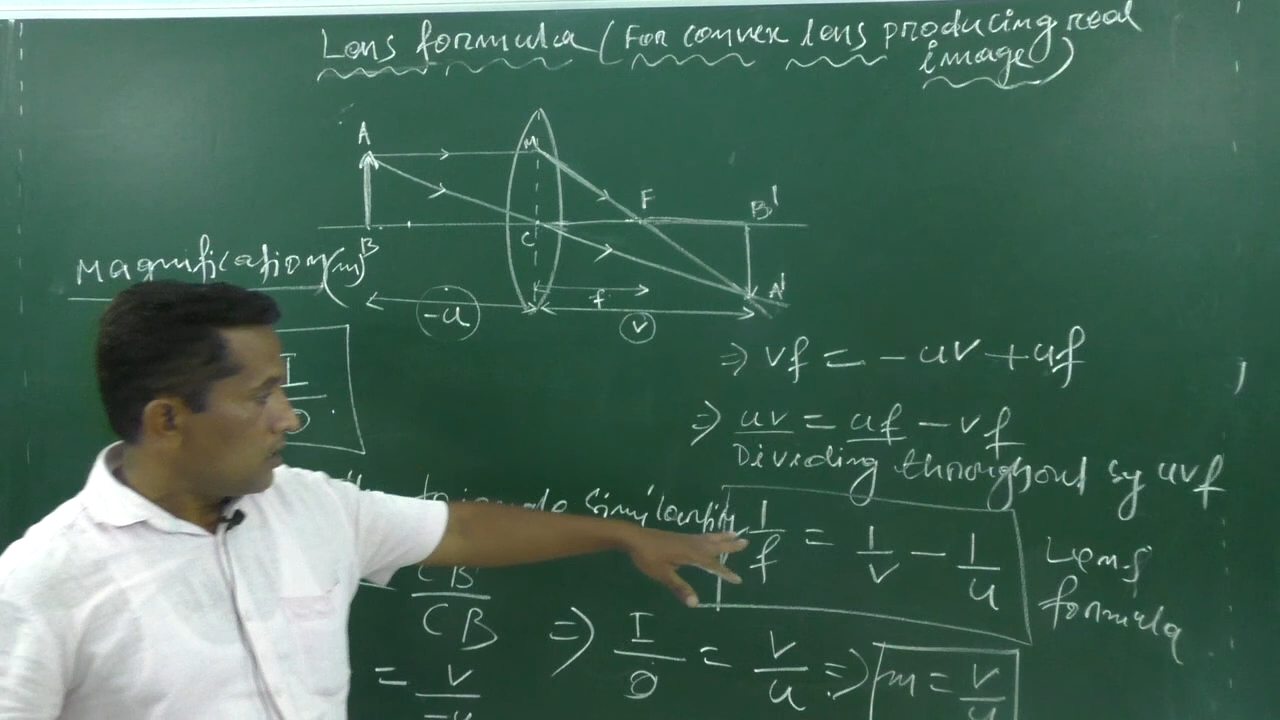 Lens formula (For convex lens producing real
image)
A
M
F
B'
B
C
A'
f
-u
v
Magnification(m)
I
⇒ vf = - uv + uf
⇒ uv = uf - vf
Dividing throughout by uvf
1/f = 1/v - 1/u
Lens
formula
CB
⇒ I/O = v/u ⇒ m = v/u
= v/-u